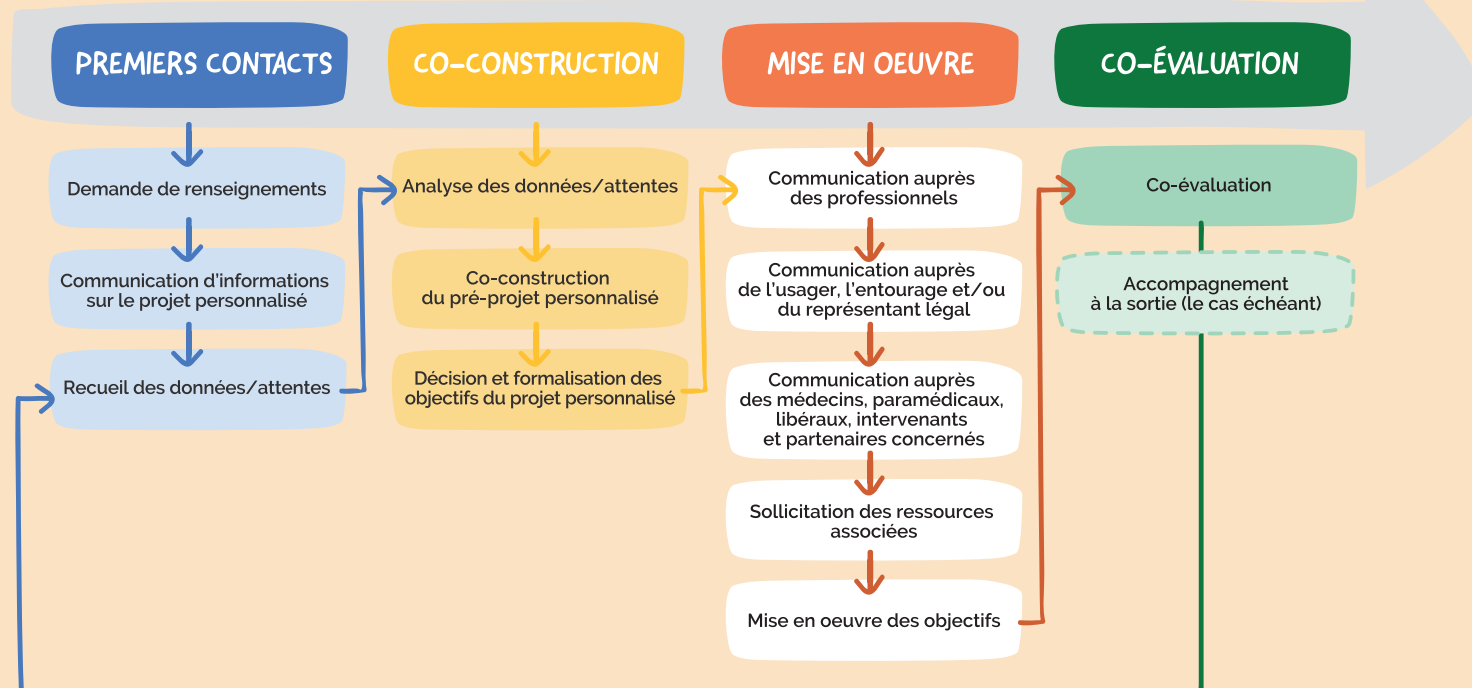 PREMIERS CONTACTS
Demande de renseignements
Communication d'informations
sur le projet personnalisé
Recueil des données/attentes
CO-CONSTRUCTION
Analyse des données/attentes
Co-construction
du pré-projet personnalisé
Décision et formalisation des
objectifs du projet personnalisé
MISE EN OEUVRE
Communication auprès
des professionnels
Communication auprès
de l'usager, l'entourage et/ou
du représentant légal
Communication auprès
des médecins, paramédicaux,
libéraux, intervenants
et partenaires concernés
Sollicitation des ressources
associées
Mise en oeuvre des objectifs
CO-ÉVALUATION
Co-évaluation
Accompagnement
à la sortie (le cas échéant)